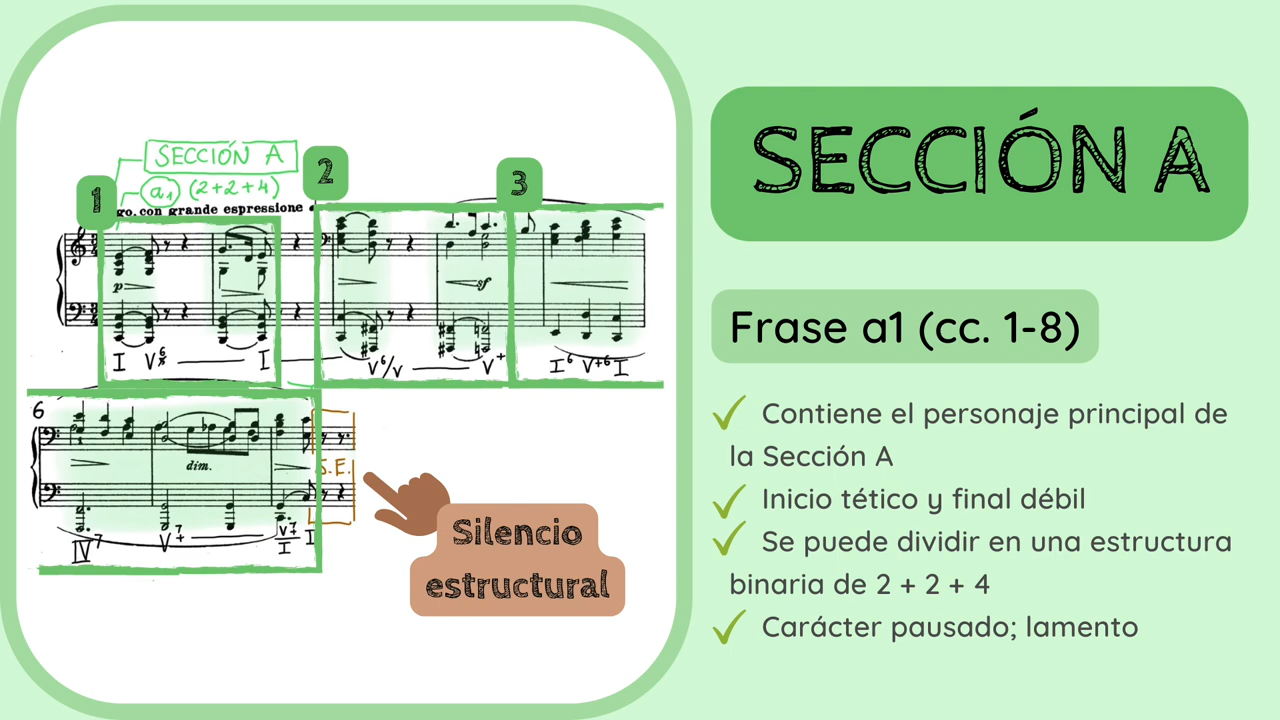 SECCIÓN A
a1 (2+2+4)
1
2
3
go, con grande espressione
p
sf
I V6 I V6/V V+ I6 V+6 I
6
dim.
S.E.
IV7 V7+ V7/I I
Silencio
estructural
SECCIÓN A
Frase a1 (cc. 1-8)
Contiene el personaje principal de
la Sección A
Inicio tético y final débil
Se puede dividir en una estructura
binaria de 2 + 2 + 4
Carácter pausado; lamento